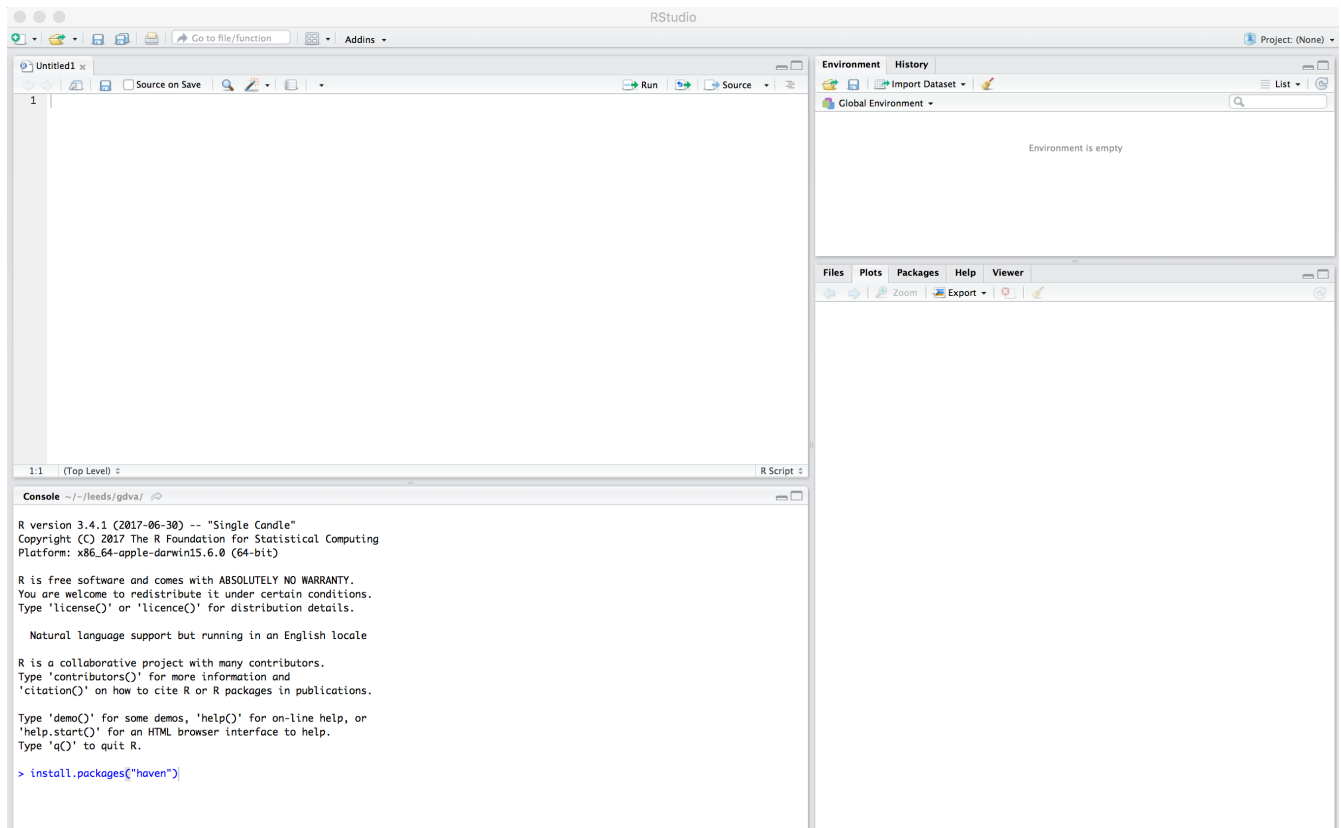 RStudio
Go to file/function
Addins
Project: (None)
Untitled1
Source on Save
Run
Source
1
1:1
(Top Level)
R Script
Console ~/-/leeds/gdva/
R version 3.4.1 (2017-06-30) -- "Single Candle"
Copyright (C) 2017 The R Foundation for Statistical Computing
Platform: x86_64-apple-darwin15.6.0 (64-bit)
R is free software and comes with ABSOLUTELY NO WARRANTY.
You are welcome to redistribute it under certain conditions.
Type 'license()' or 'licence()' for distribution details.
Natural language support but running in an English locale
R is a collaborative project with many contributors.
Type 'contributors()' for more information and
'citation()' on how to cite R or R packages in publications.
Type 'demo()' for some demos, 'help()' for on-line help, or
'help.start()' for an HTML browser interface to help.
Type 'q()' to quit R.
> install.packages("haven")
Environment
History
Import Dataset
List
Global Environment
Environment is empty
Files
Plots
Packages
Help
Viewer
Zoom
Export